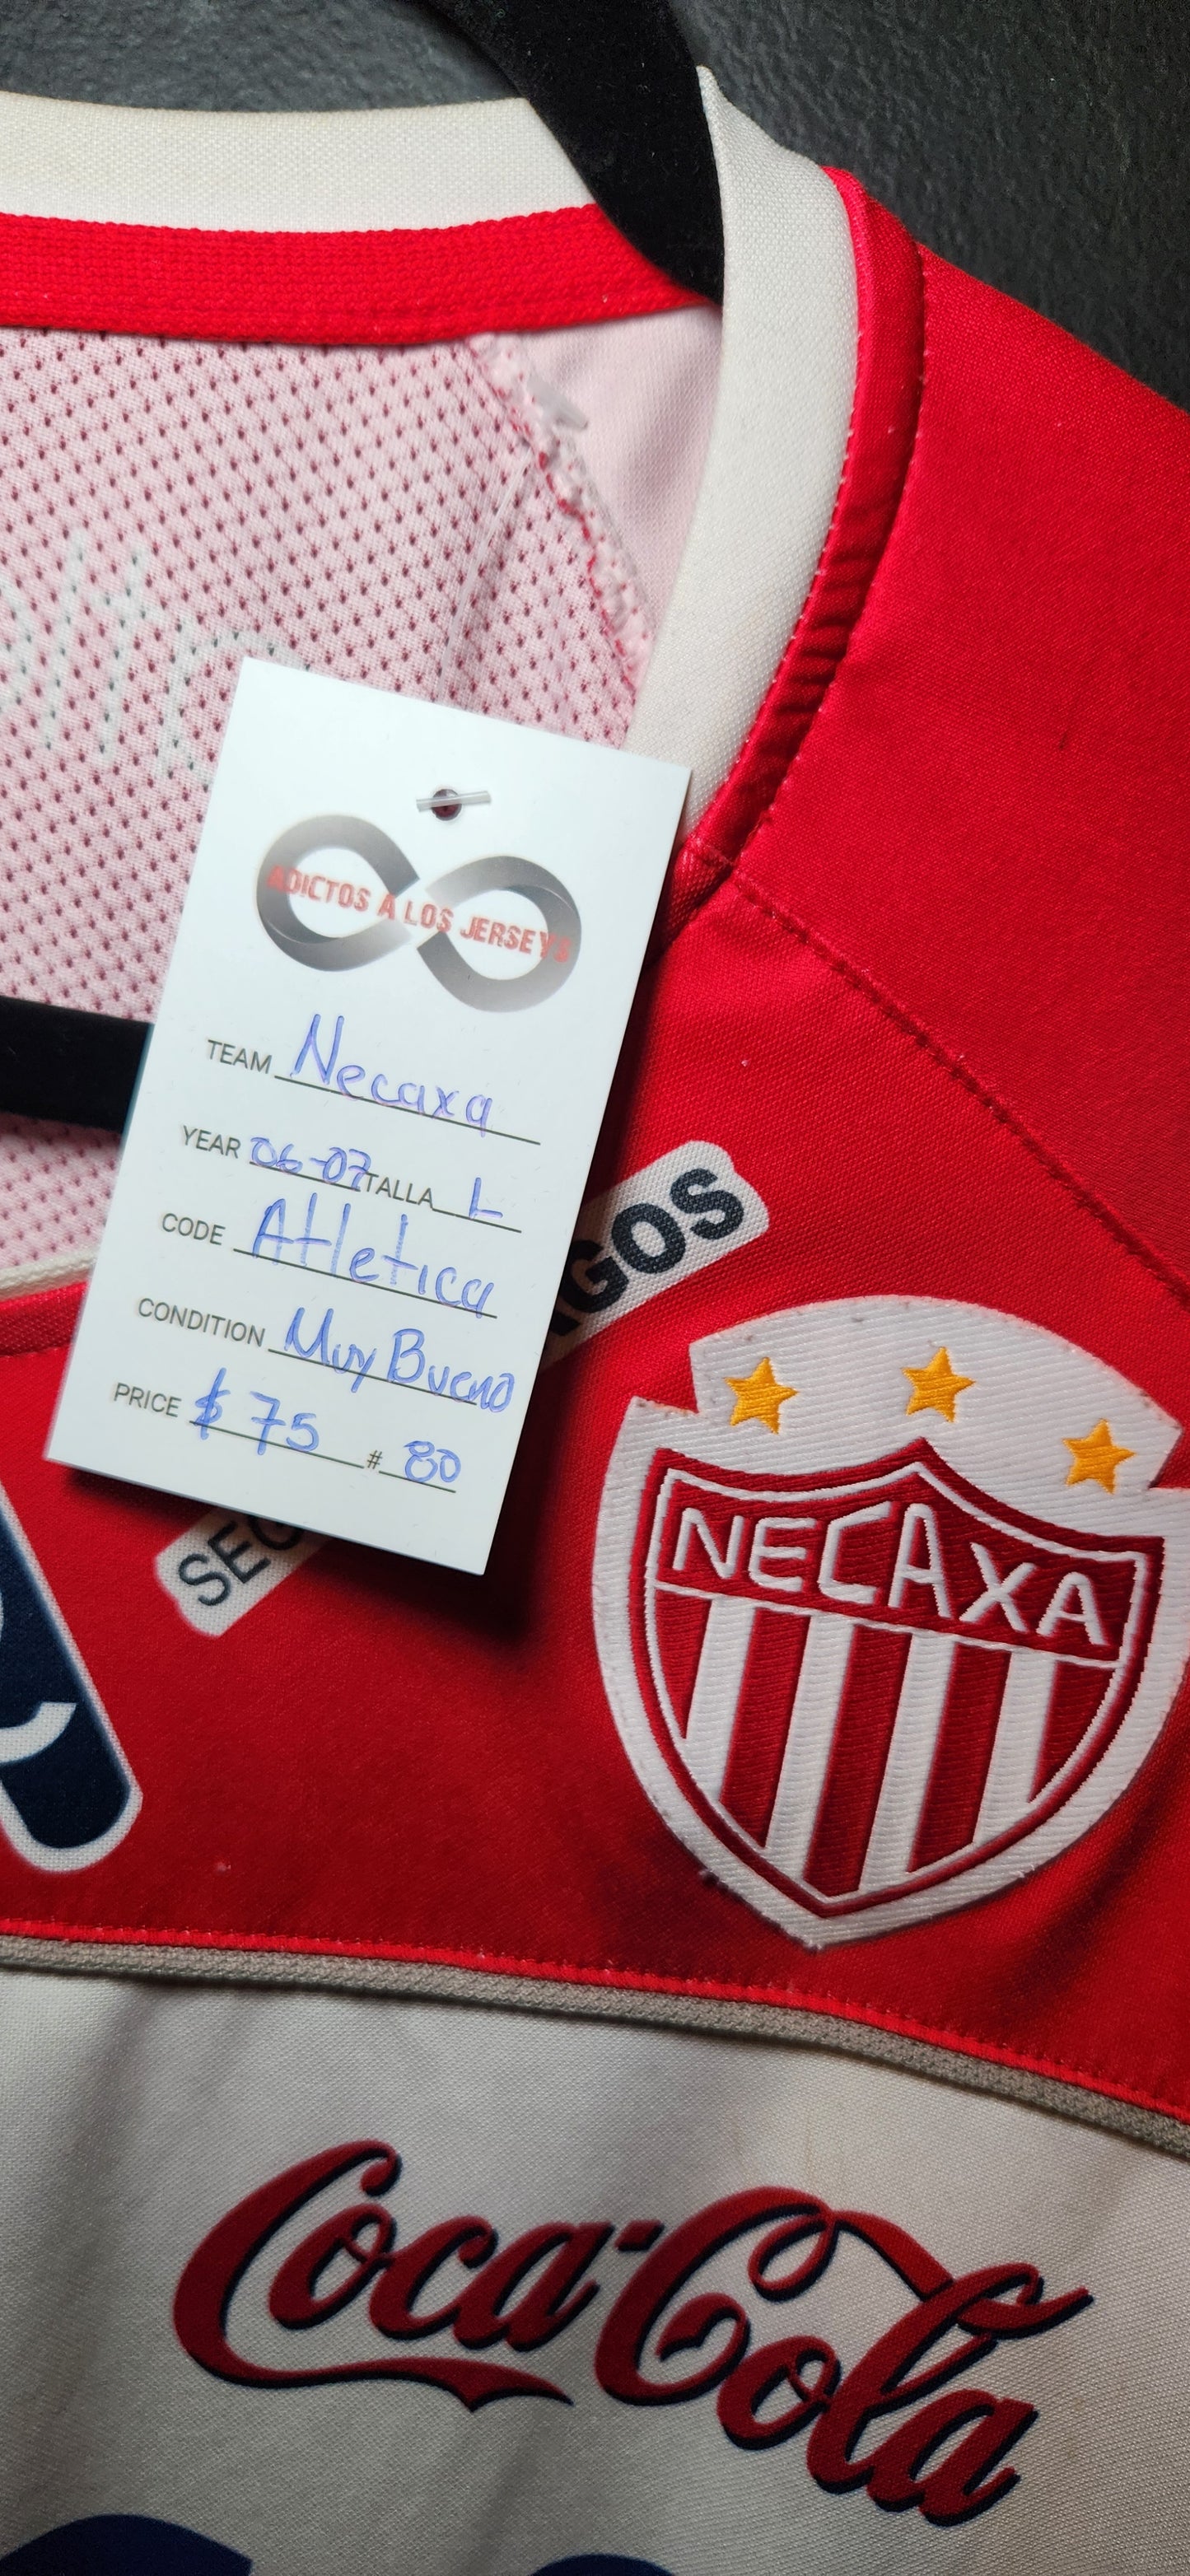 ADICTOS A LOS JERSEYS
TEAM Necaxa
YEAR 06-07 TALLA L
CODE Atletica
CONDITION Muy Bueno
PRICE $ 75 # 80
NECAXA
Coca-Cola